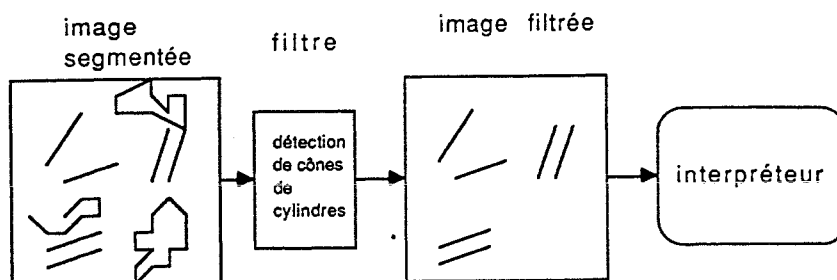 image
segmentée
filtre
image filtrée
détection
de cônes
de
cylindres
interpréteur